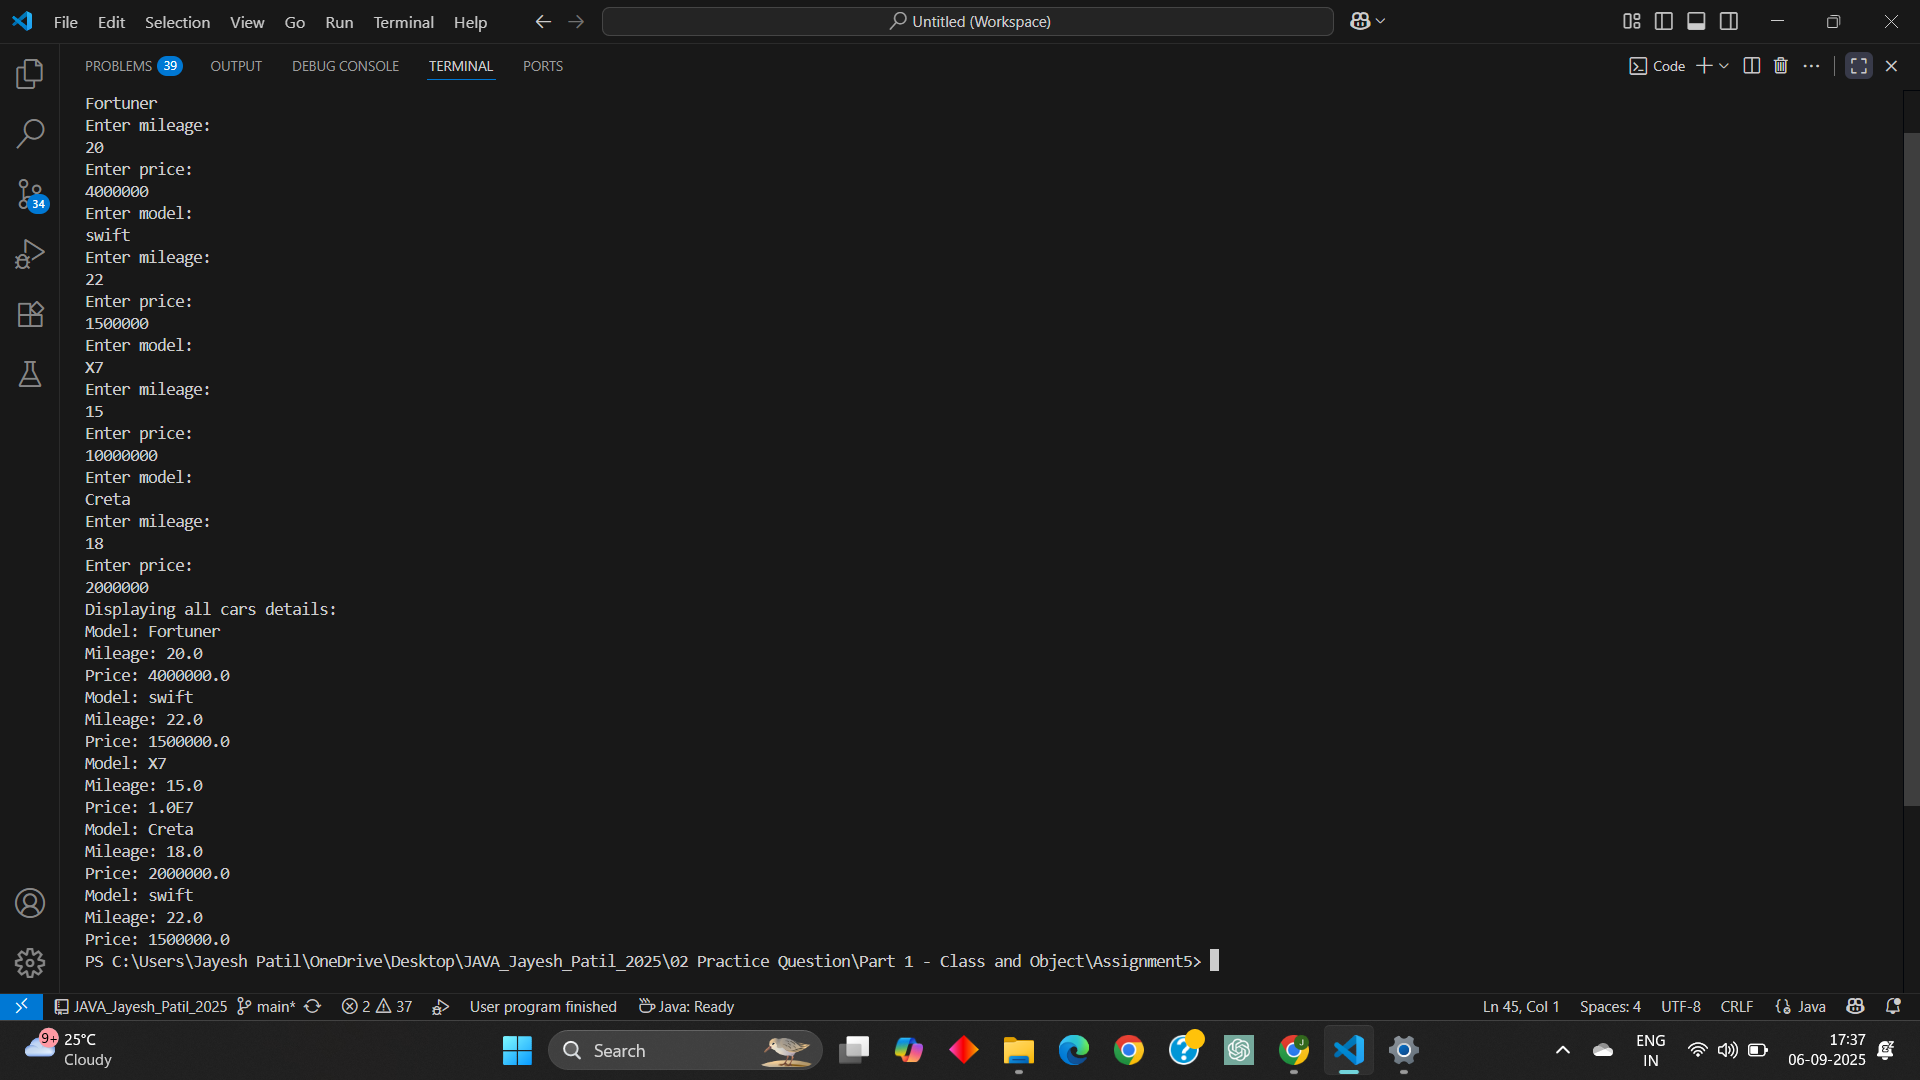 File Edit Selection View Go Run Terminal Help Untitled (Workspace)
PROBLEMS 39 OUTPUT DEBUG CONSOLE TERMINAL PORTS Code
Fortuner
Enter mileage:
20
Enter price:
4000000
Enter model:
swift
Enter mileage:
22
Enter price:
1500000
Enter model:
X7
Enter mileage:
15
Enter price:
10000000
Enter model:
Creta
Enter mileage:
18
Enter price:
2000000
Displaying all cars details:
Model: Fortuner
Mileage: 20.0
Price: 4000000.0
Model: swift
Mileage: 22.0
Price: 1500000.0
Model: X7
Mileage: 15.0
Price: 1.0E7
Model: Creta
Mileage: 18.0
Price: 2000000.0
Model: swift
Mileage: 22.0
Price: 1500000.0
PS C:\Users\Jayesh Patil\OneDrive\Desktop\JAVA_Jayesh_Patil_2025\02 Practice Question\Part 1 - Class and Object\Assignment5>
34
JAVA_Jayesh_Patil_2025 main* 2 37 User program finished Java: Ready Ln 45, Col 1 Spaces: 4 UTF-8 CRLF Java
9+ 25°C
Cloudy
Search
J
ENG
IN
17:37
06-09-2025